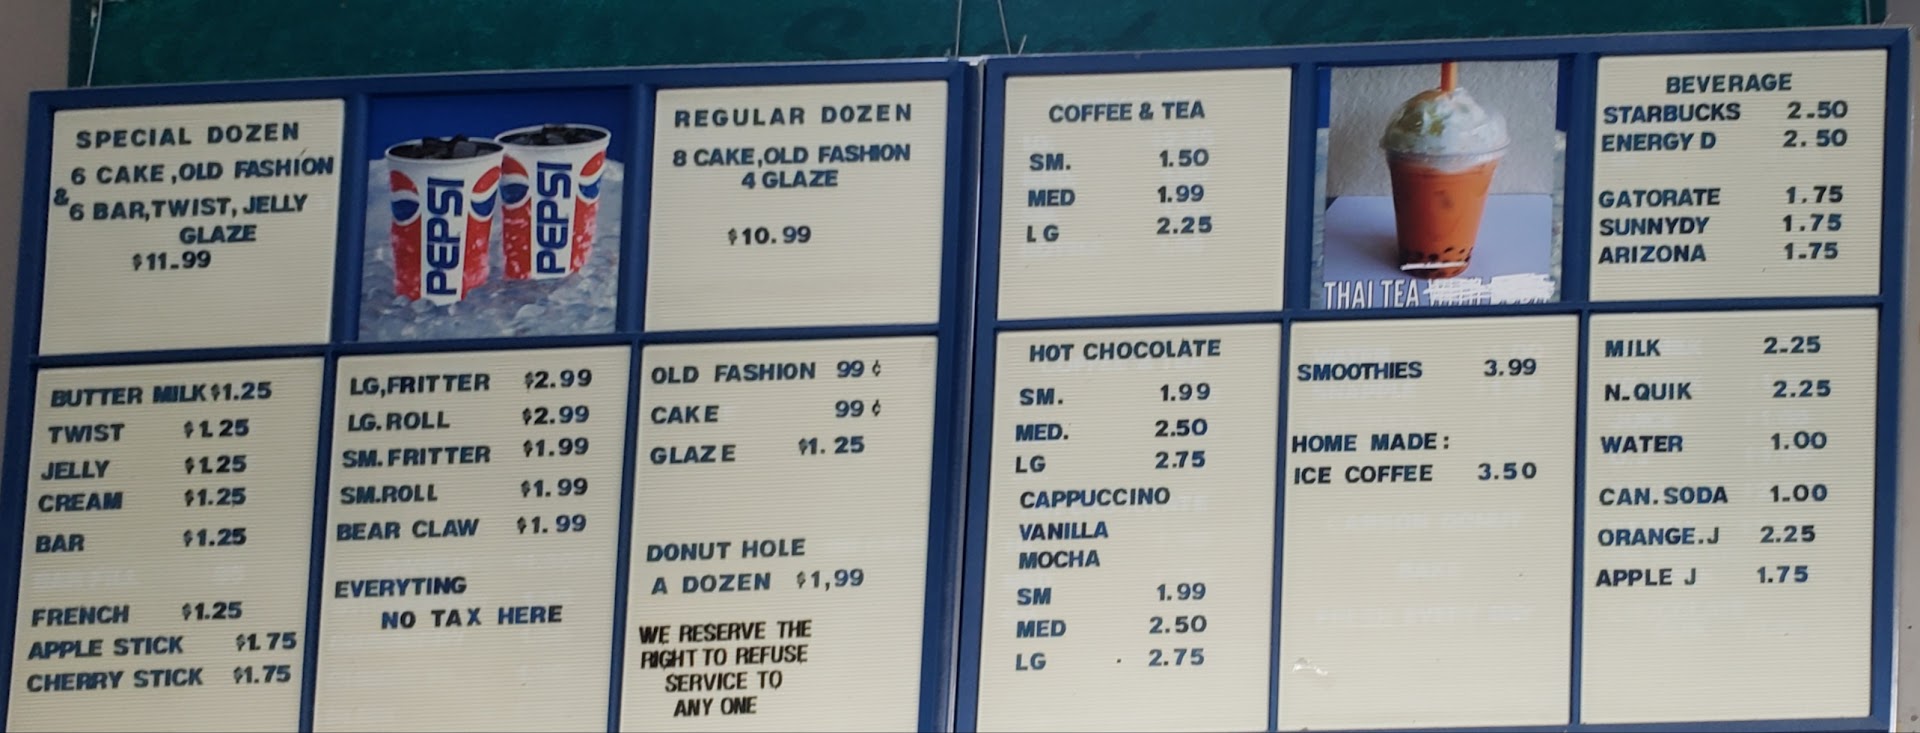 SPECIAL DOZEN
6 CAKE,OLD FASHION
&
6 BAR,TWIST,JELLY
GLAZE
$11.99
PEPSI
PEPSI
REGULAR DOZEN
8 CAKE,OLD FASHION
4 GLAZE
$10.99
BUTTER MILK $1.25
TWIST $1.25
JELLY $1.25
CREAM $1.25
BAR $1.25
FRENCH $1.25
APPLE STICK $1.75
CHERRY STICK $1.75
LG,FRITTER $2.99
LG.ROLL $2.99
SM.FRITTER $1.99
SM.ROLL $1.99
BEAR CLAW $1.99
EVERYTING
NO TAX HERE
OLD FASHION 99¢
CAKE 99¢
GLAZE $1.25
DONUT HOLE
A DOZEN $1,99
WE RESERVE THE
RIGHT TO REFUSE
SERVICE TO
ANY ONE
COFFEE & TEA
SM. 1.50
MED 1.99
LG 2.25
THAI TEA
BEVERAGE
STARBUCKS 2.50
ENERGY D 2.50
GATORATE 1.75
SUNNYDY 1.75
ARIZONA 1.75
HOT CHOCOLATE
SM. 1.99
MED. 2.50
LG 2.75
CAPPUCCINO
VANILLA
MOCHA
SM 1.99
MED 2.50
LG . 2.75
SMOOTHIES 3.99
HOME MADE:
ICE COFFEE 3.50
MILK 2.25
N.QUIK 2.25
WATER 1.00
CAN.SODA 1.00
ORANGE.J 2.25
APPLE J 1.75